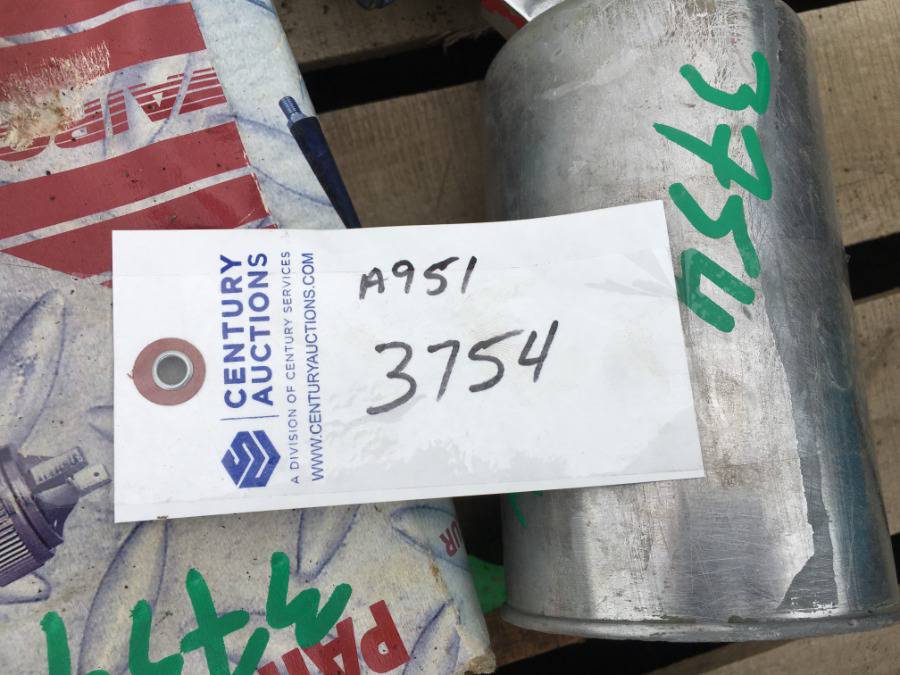 A951
3754
CENTURY
AUCTIONS
A DIVISION OF CENTURY SERVICES
WWW.CENTURYAUCTIONS.COM
3754